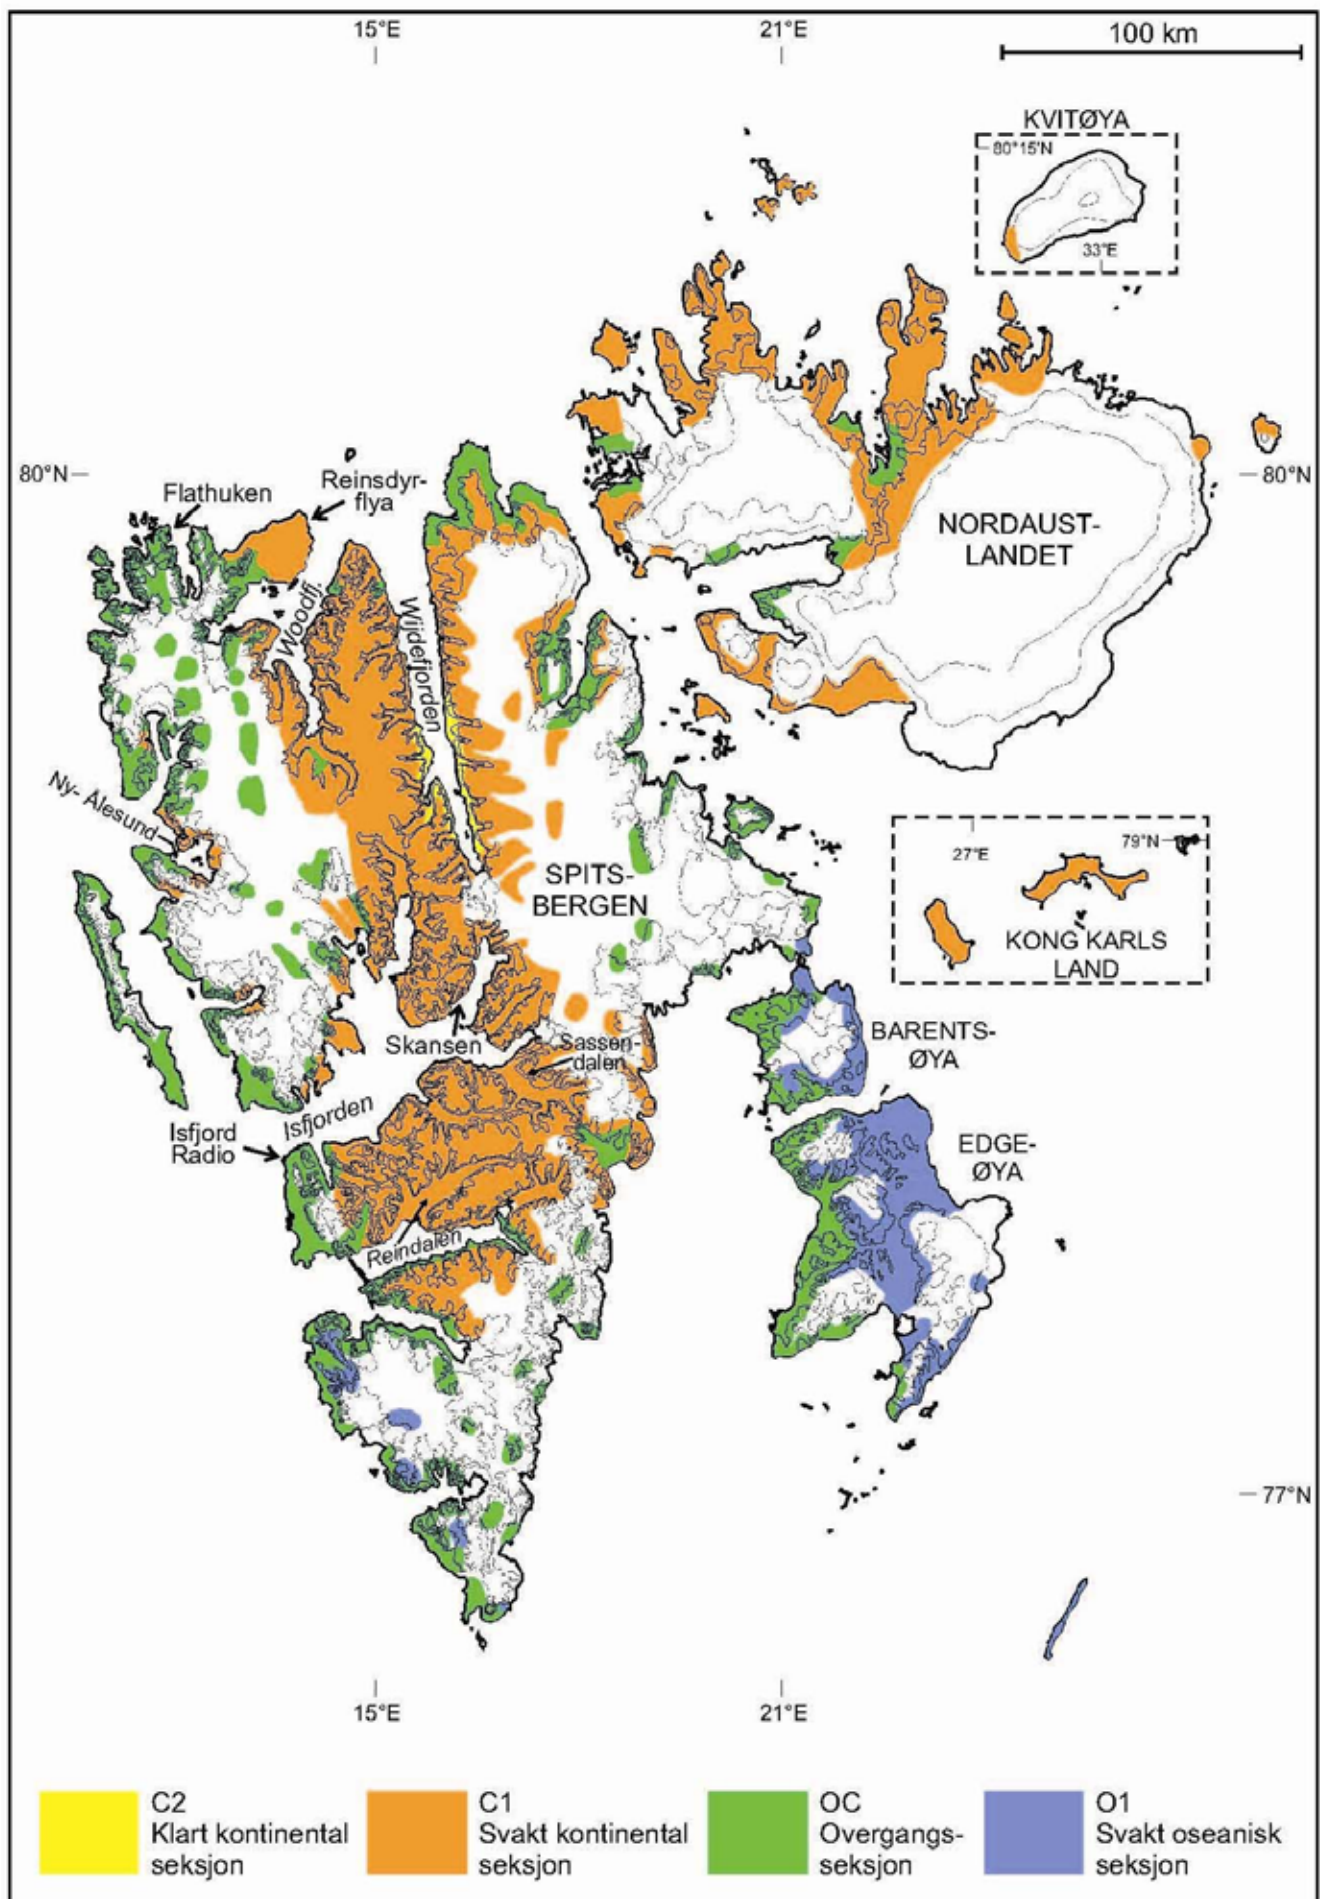 15°E
21°E
100 km
KVITØYA
80°15'N
33°E
80°N
80°N
Flathuken
Reinsdyr-
flya
NORDAUST-
LANDET
Woodfj.
Wijdefjorden
Ny- Ålesund
SPITS-
BERGEN
27°E
79°N
KONG KARLS
LAND
BARENTS-
ØYA
Skansen
Sassen-
dalen
Isfjorden
Isfjord
Radio
EDGE-
ØYA
Reindalen
77°N
15°E
21°E
C2
Klart kontinental
seksjon
C1
Svakt kontinental
seksjon
OC
Overgangs-
seksjon
O1
Svakt oseanisk
seksjon